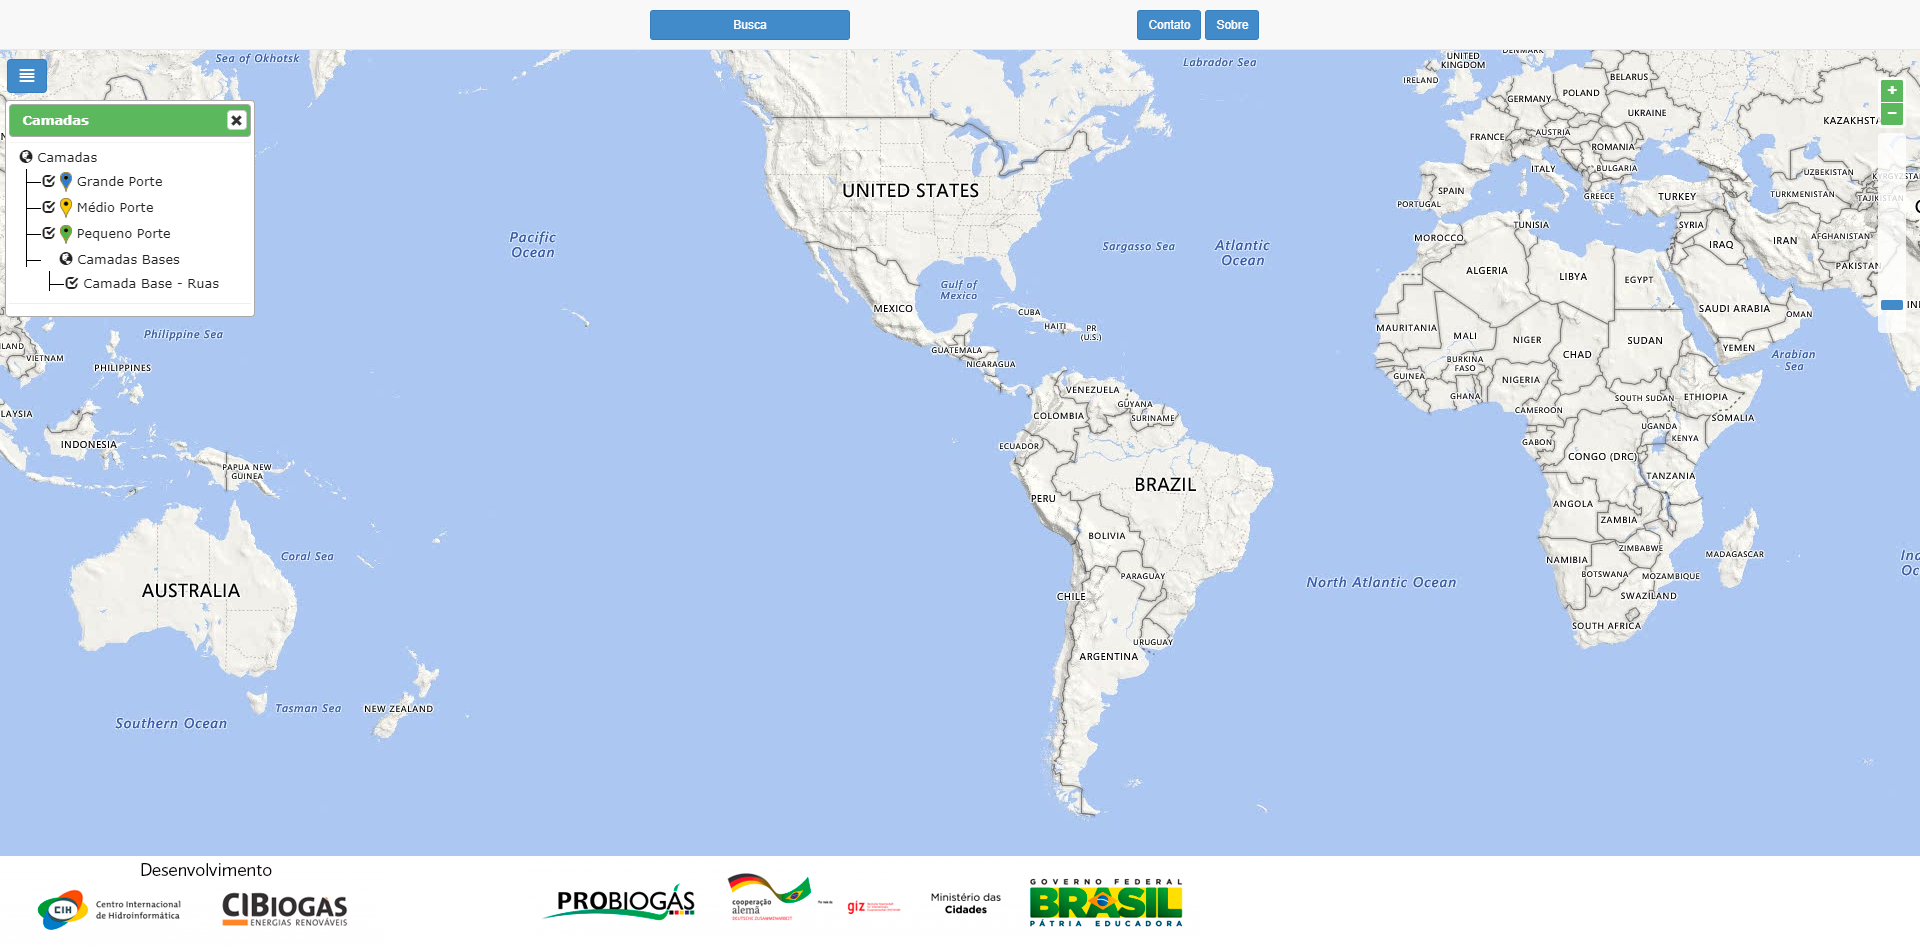 Busca
Contato
Sobre
Camadas
Camadas
Grande Porte
Médio Porte
Pequeno Porte
Camadas Bases
Camada Base - Ruas
Sea of Okhotsk
Labrador Sea
UNITED
KINGDOM
IRELAND
BELARUS
POLAND
GERMANY
UKRAINE
KAZAKHSTA
FRANCE
AUSTRIA
ROMANIA
ITALY
BULGARIA
UZBEKISTAN
UNITED STATES
SPAIN
PORTUGAL
GREECE
TURKEY
TURKMENISTAN
TUNISIA
SYRIA
MOROCCO
IRAQ
IRAN
AFGHANISTAN
PAKISTAN
Pacific
Ocean
Sargasso Sea
Atlantic
Ocean
ALGERIA
LIBYA
EGYPT
Gulf of
Mexico
MEXICO
CUBA
HAITI
PR
(U.S.)
SAUDI ARABIA
OMAN
MAURITANIA
MALI
NIGER
CHAD
SUDAN
YEMEN
Arabian
Sea
Philippine Sea
VIETNAM
PHILIPPINES
GUATEMALA
NICARAGUA
BURKINA
FASO
GUINEA
NIGERIA
GHANA
SOUTH SUDAN
ETHIOPIA
VENEZUELA
GUYANA
SURINAME
COLOMBIA
CAMEROON
SOMALIA
LAYSIA
INDONESIA
ECUADOR
GABON
UGANDA
KENYA
CONGO (DRC)
PAPUA NEW
GUINEA
TANZANIA
BRAZIL
PERU
ANGOLA
ZAMBIA
BOLIVIA
Coral Sea
ZIMBABWE
MADAGASCAR
NAMIBIA
BOTSWANA
MOZAMBIQUE
PARAGUAY
North Atlantic Ocean
AUSTRALIA
CHILE
SWAZILAND
SOUTH AFRICA
URUGUAY
ARGENTINA
Tasman Sea
NEW ZEALAND
Southern Ocean
Desenvolvimento
CIH
Centro Internacional
de Hidroinformática
CIBIOGAS
ENERGIAS RENOVÁVEIS
PROBIOGÁS
cooperação
alemã
DEUTSCHE ZUSAMMENARBEIT
giz
Ministério das
Cidades
GOVERNO FEDERAL
BRASIL
PÁTRIA EDUCADORA